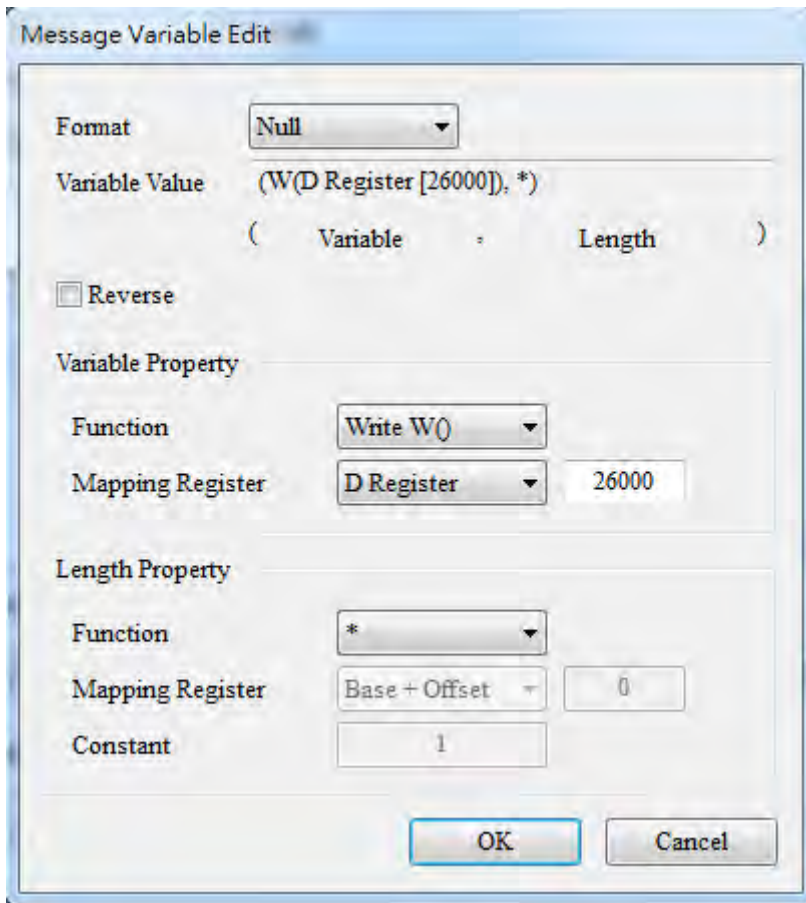 Message Variable Edit
Format Null
Variable Value (W(D Register [26000]), *)
( Variable , Length )
Reverse
Variable Property
Function Write W()
Mapping Register D Register 26000
Length Property
Function *
Mapping Register Base + Offset 0
Constant 1
OK Cancel